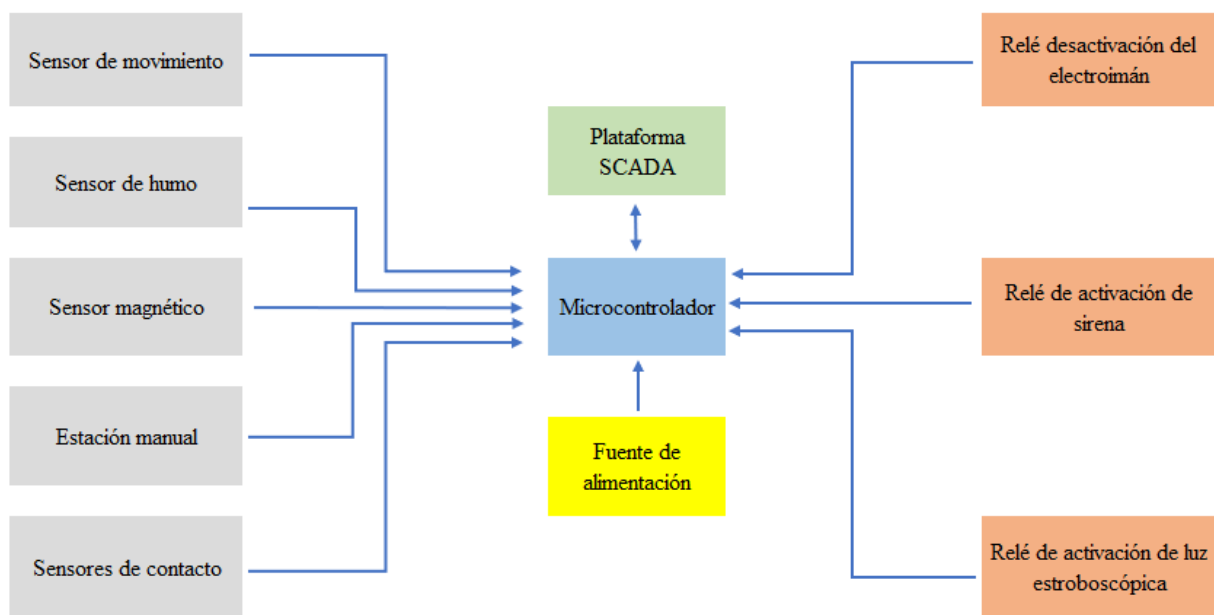 Sensor de movimiento
Sensor de humo
Sensor magnético
Estación manual
Sensores de contacto
Plataforma
SCADA
Microcontrolador
Fuente de
alimentación
Relé desactivación del
electroimán
Relé de activación de
sirena
Relé de activación de luz
estroboscópica